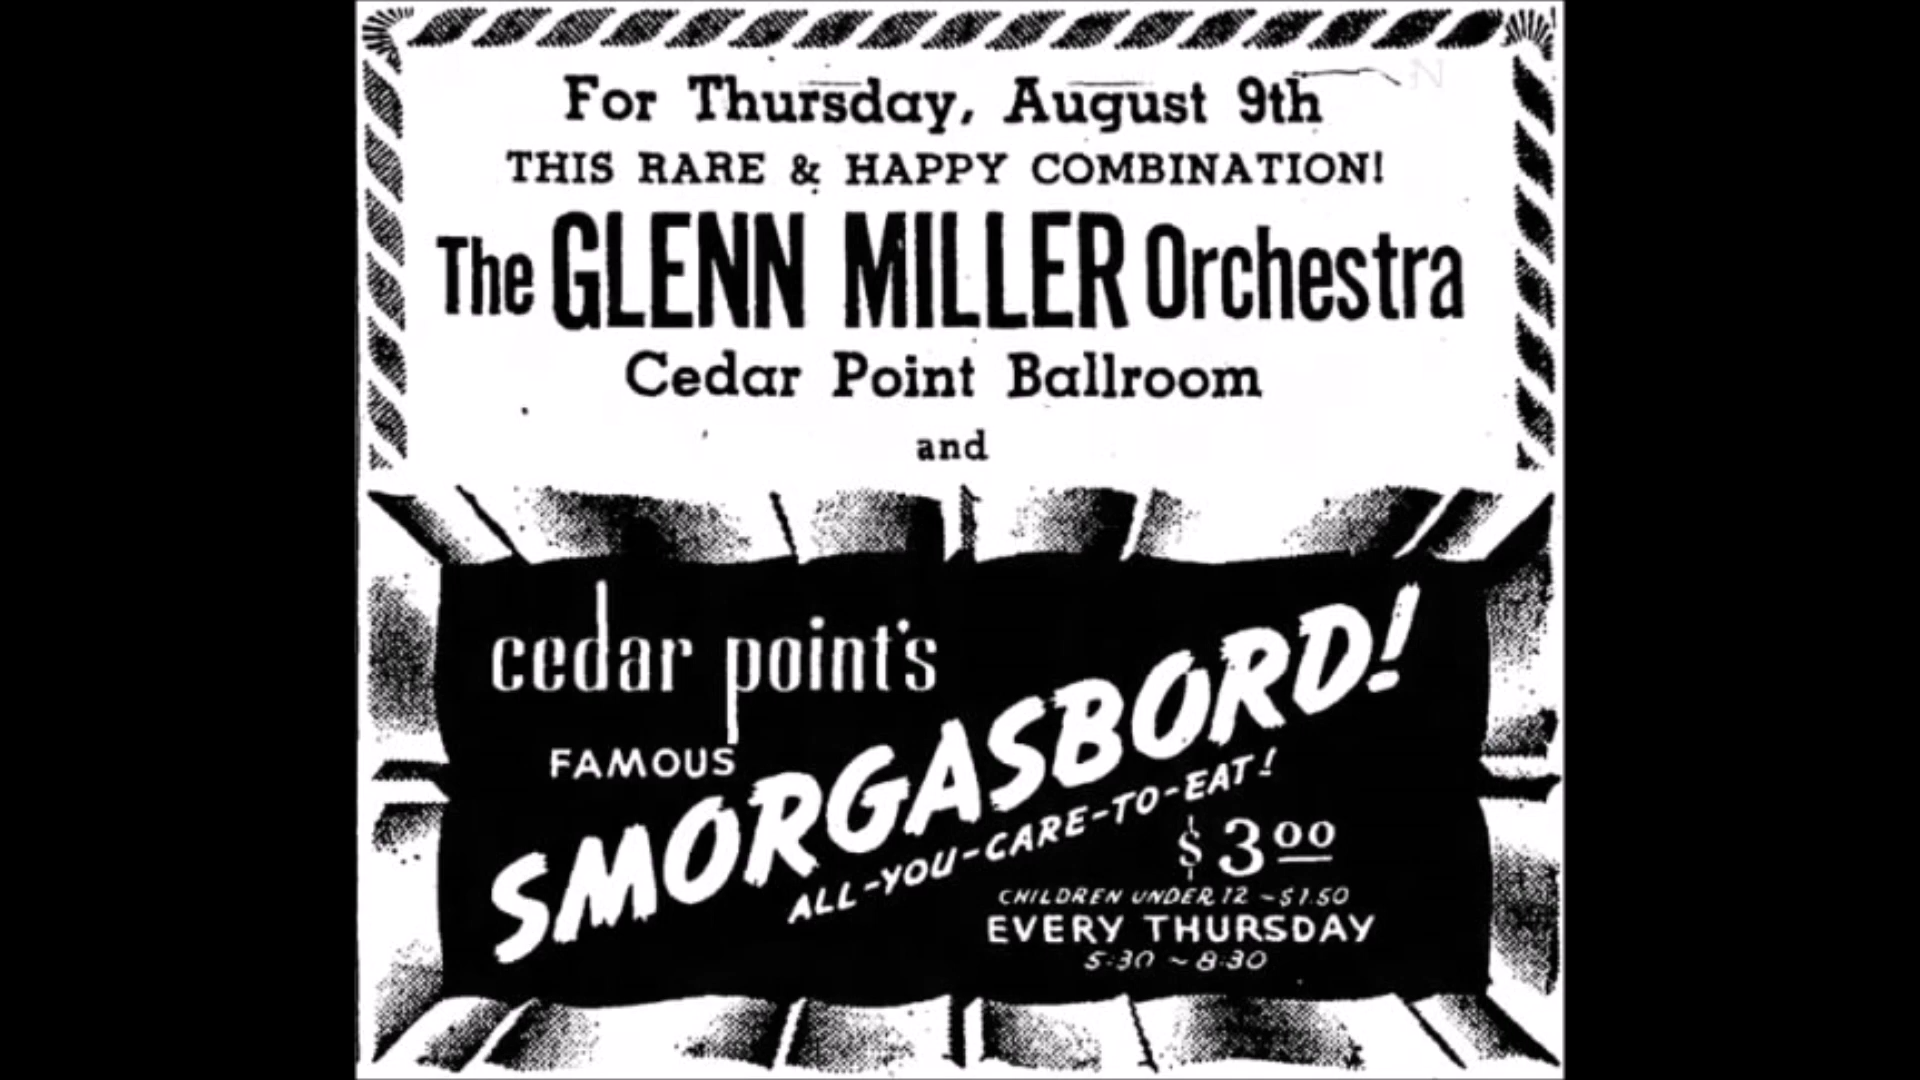 For Thursday, August 9th
THIS RARE & HAPPY COMBINATION!
The GLENN MILLER Orchestra
Cedar Point Ballroom
and
cedar point's
FAMOUS
SMORGASBORD!
ALL-YOU-CARE-TO-EAT!
$3.00
CHILDREN UNDER 12 ~ $1.50
EVERY THURSDAY
5:30 ~ 8:30